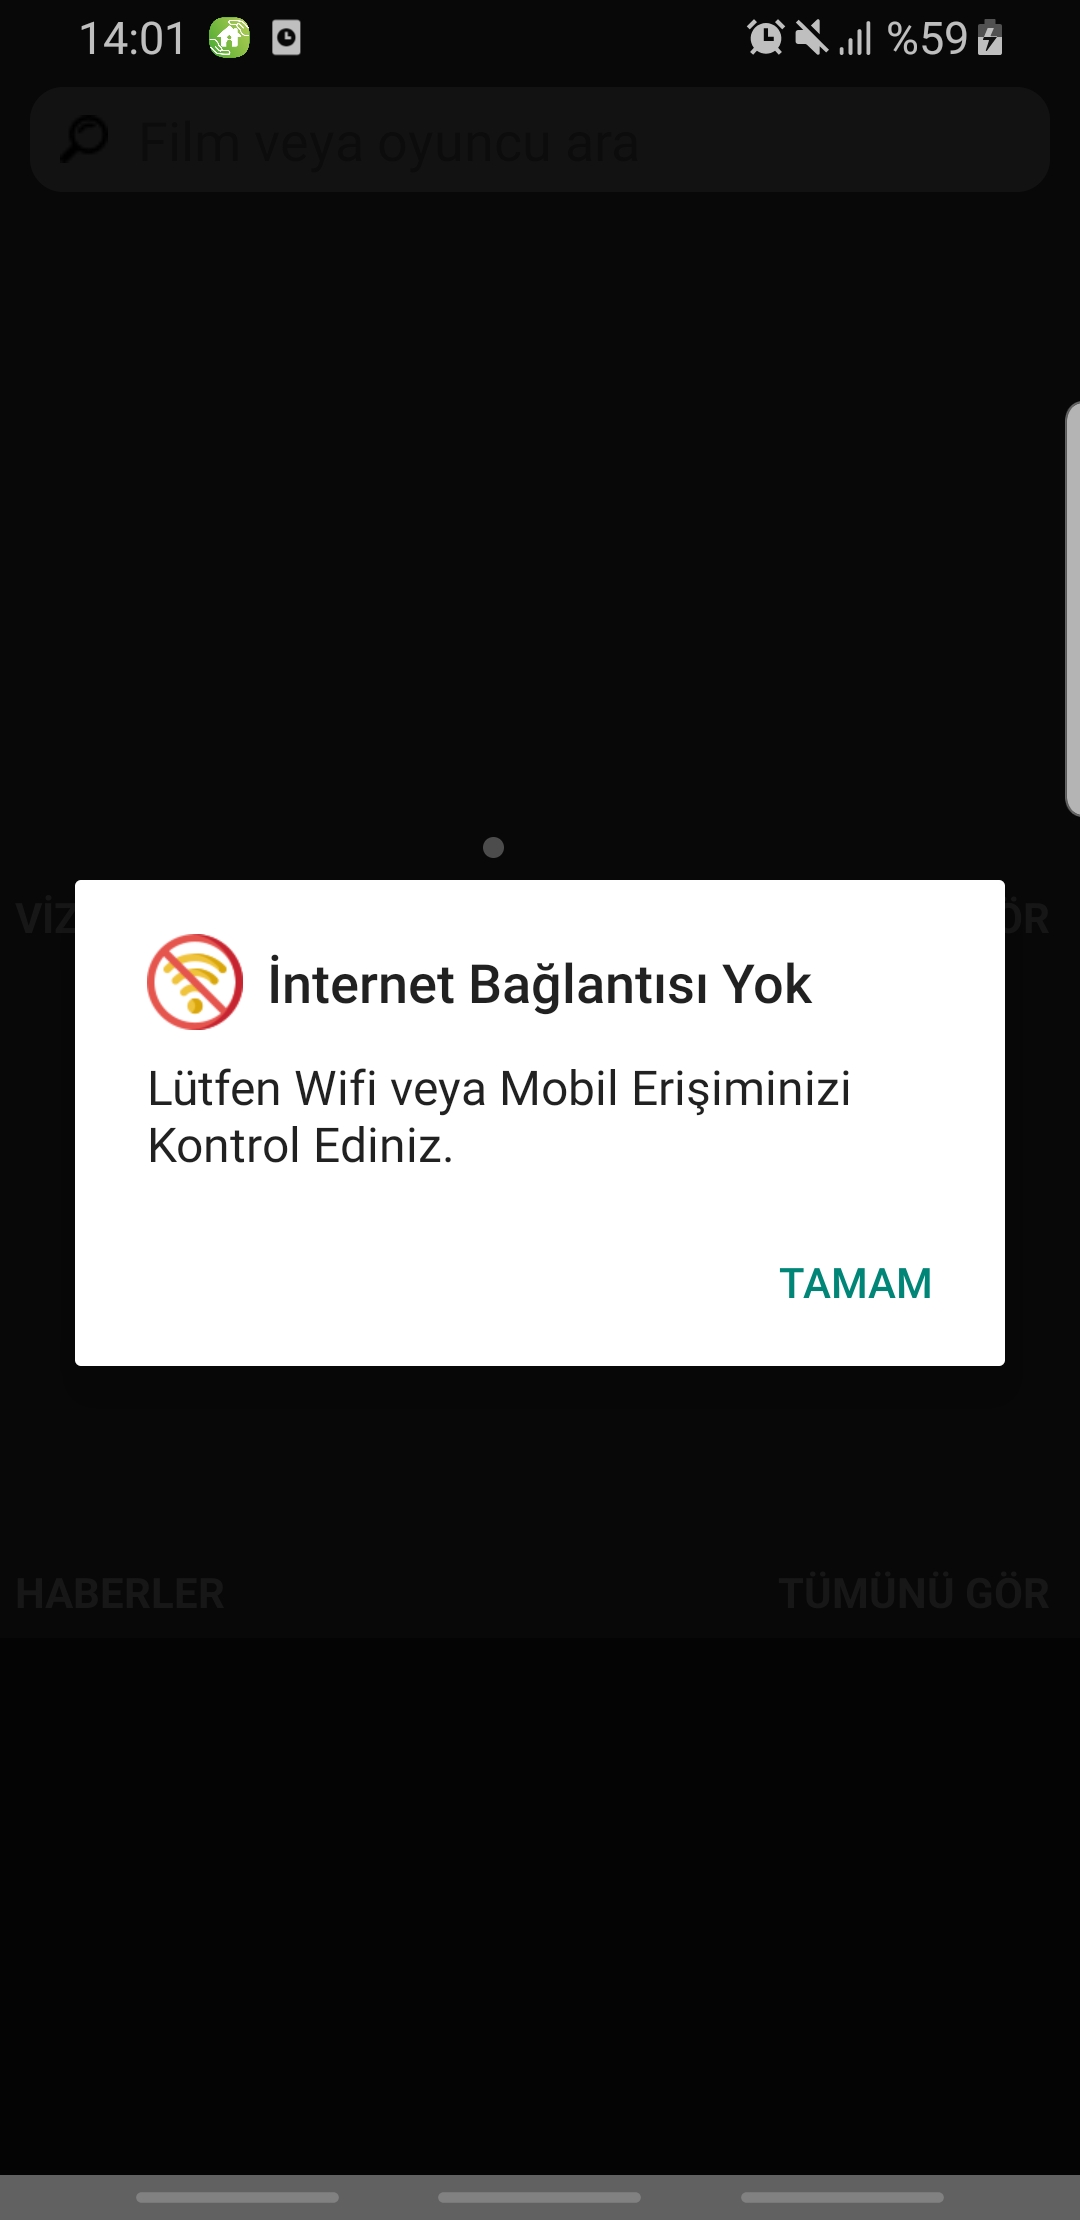 14:01 %59
Film veya oyuncu ara
VİZ ÖR
İnternet Bağlantısı Yok
Lütfen Wifi veya Mobil Erişiminizi
Kontrol Ediniz.
TAMAM
HABERLER TÜMÜNÜ GÖR